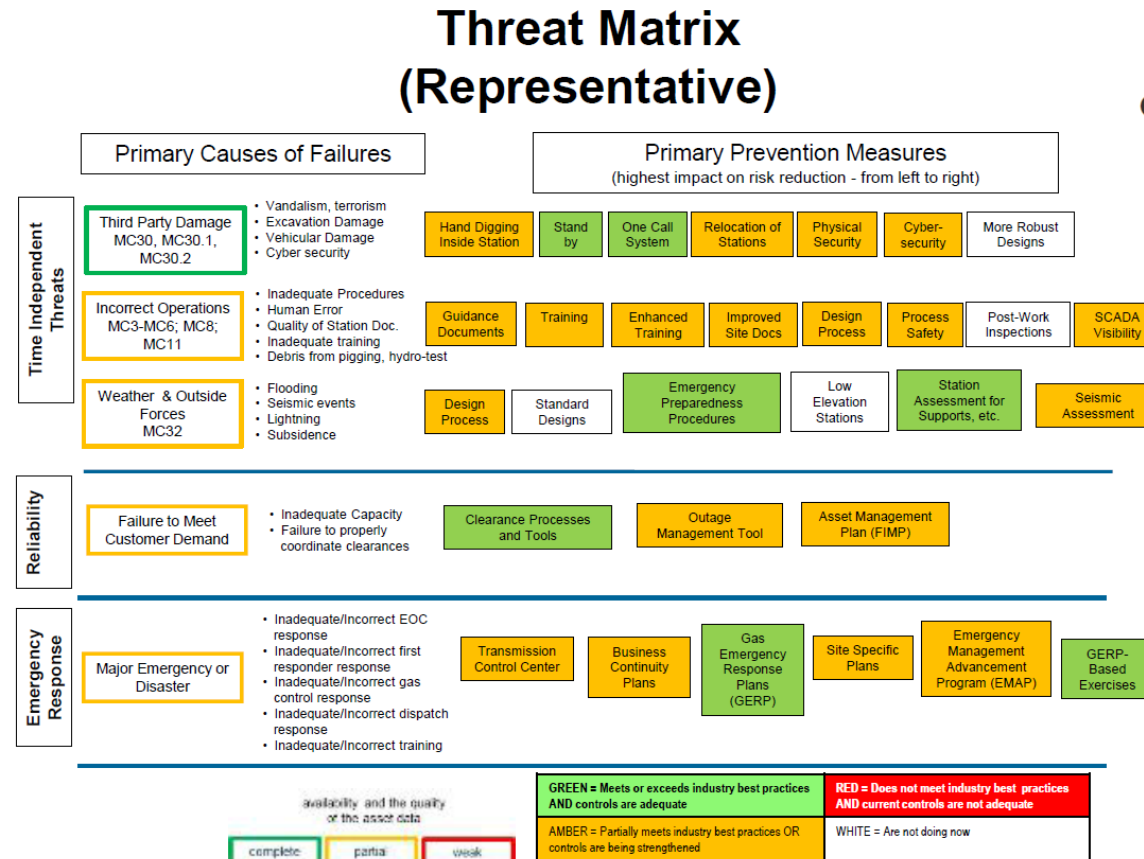 Threat Matrix
(Representative)
Primary Causes of Failures
Primary Prevention Measures
(highest impact on risk reduction - from left to right)
Time Independent
Threats
Third Party Damage
MC30, MC30.1,
MC30.2
• Vandalism, terrorism
• Excavation Damage
• Vehicular Damage
• Cyber security
Hand Digging
Inside Station
Stand
by
One Call
System
Relocation of
Stations
Physical
Security
Cyber-
security
More Robust
Designs
Incorrect Operations
MC3-MC6; MC8;
MC11
• Inadequate Procedures
• Human Error
• Quality of Station Doc.
• Inadequate training
• Debris from pigging, hydro-test
Guidance
Documents
Training
Enhanced
Training
Improved
Site Docs
Design
Process
Process
Safety
Post-Work
Inspections
SCADA
Visibility
Weather & Outside
Forces
MC32
• Flooding
• Seismic events
• Lightning
• Subsidence
Design
Process
Standard
Designs
Emergency
Preparedness
Procedures
Low
Elevation
Stations
Station
Assessment for
Supports, etc.
Seismic
Assessment
Reliability
Failure to Meet
Customer Demand
• Inadequate Capacity
• Failure to properly
coordinate clearances
Clearance Processes
and Tools
Outage
Management Tool
Asset Management
Plan (FIMP)
Emergency
Response
Major Emergency or
Disaster
• Inadequate/Incorrect EOC
response
• Inadequate/Incorrect first
responder response
• Inadequate/Incorrect gas
control response
• Inadequate/Incorrect dispatch
response
• Inadequate/Incorrect training
Transmission
Control Center
Business
Continuity
Plans
Gas
Emergency
Response
Plans
(GERP)
Site Specific
Plans
Emergency
Management
Advancement
Program (EMAP)
GERP-
Based
Exercises
availability and the quality
of the asset data
complete
partial
weak
GREEN = Meets or exceeds industry best practices
AND controls are adequate
RED = Does not meet industry best practices
AND current controls are not adequate
AMBER = Partially meets industry best practices OR
controls are being strengthened
WHITE = Are not doing now